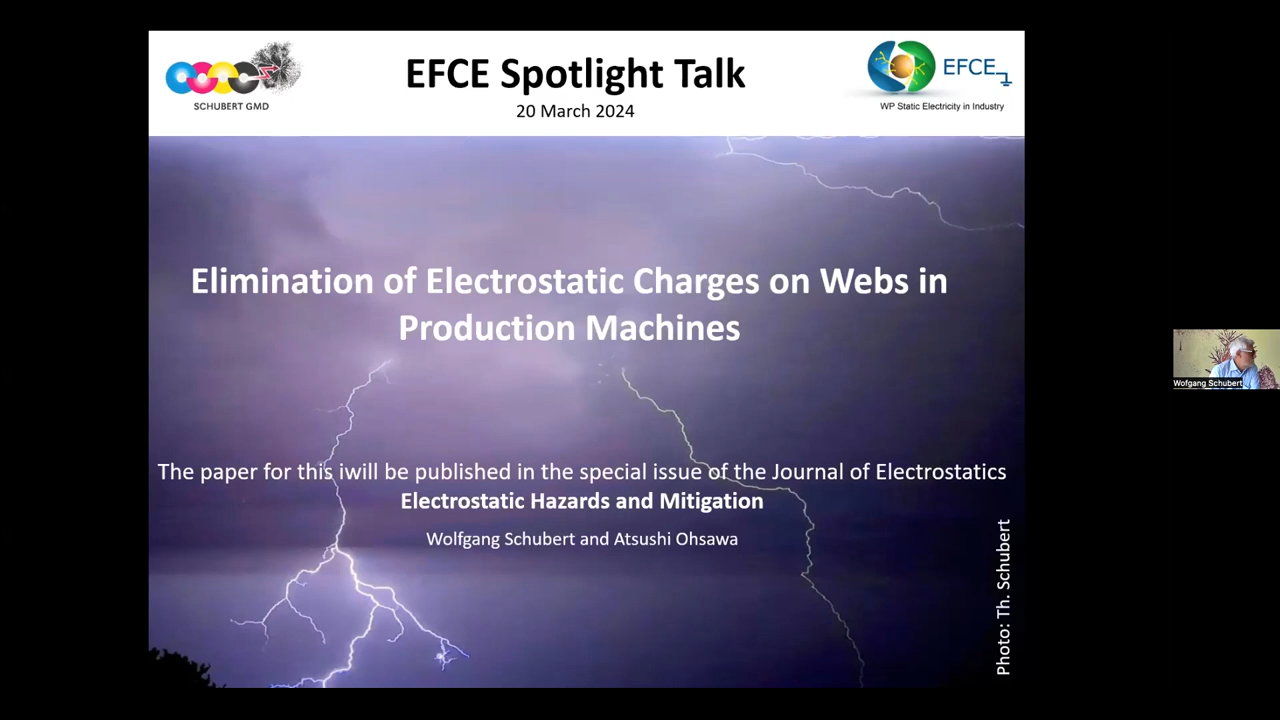 SCHUBERT GMD
EFCE Spotlight Talk
20 March 2024
EFCE
WP Static Electricity in Industry
Elimination of Electrostatic Charges on Webs in
Production Machines
The paper for this iwill be published in the special issue of the Journal of Electrostatics
Electrostatic Hazards and Mitigation
Wolfgang Schubert and Atsushi Ohsawa
Photo: Th. Schubert
Wofgang Schubert